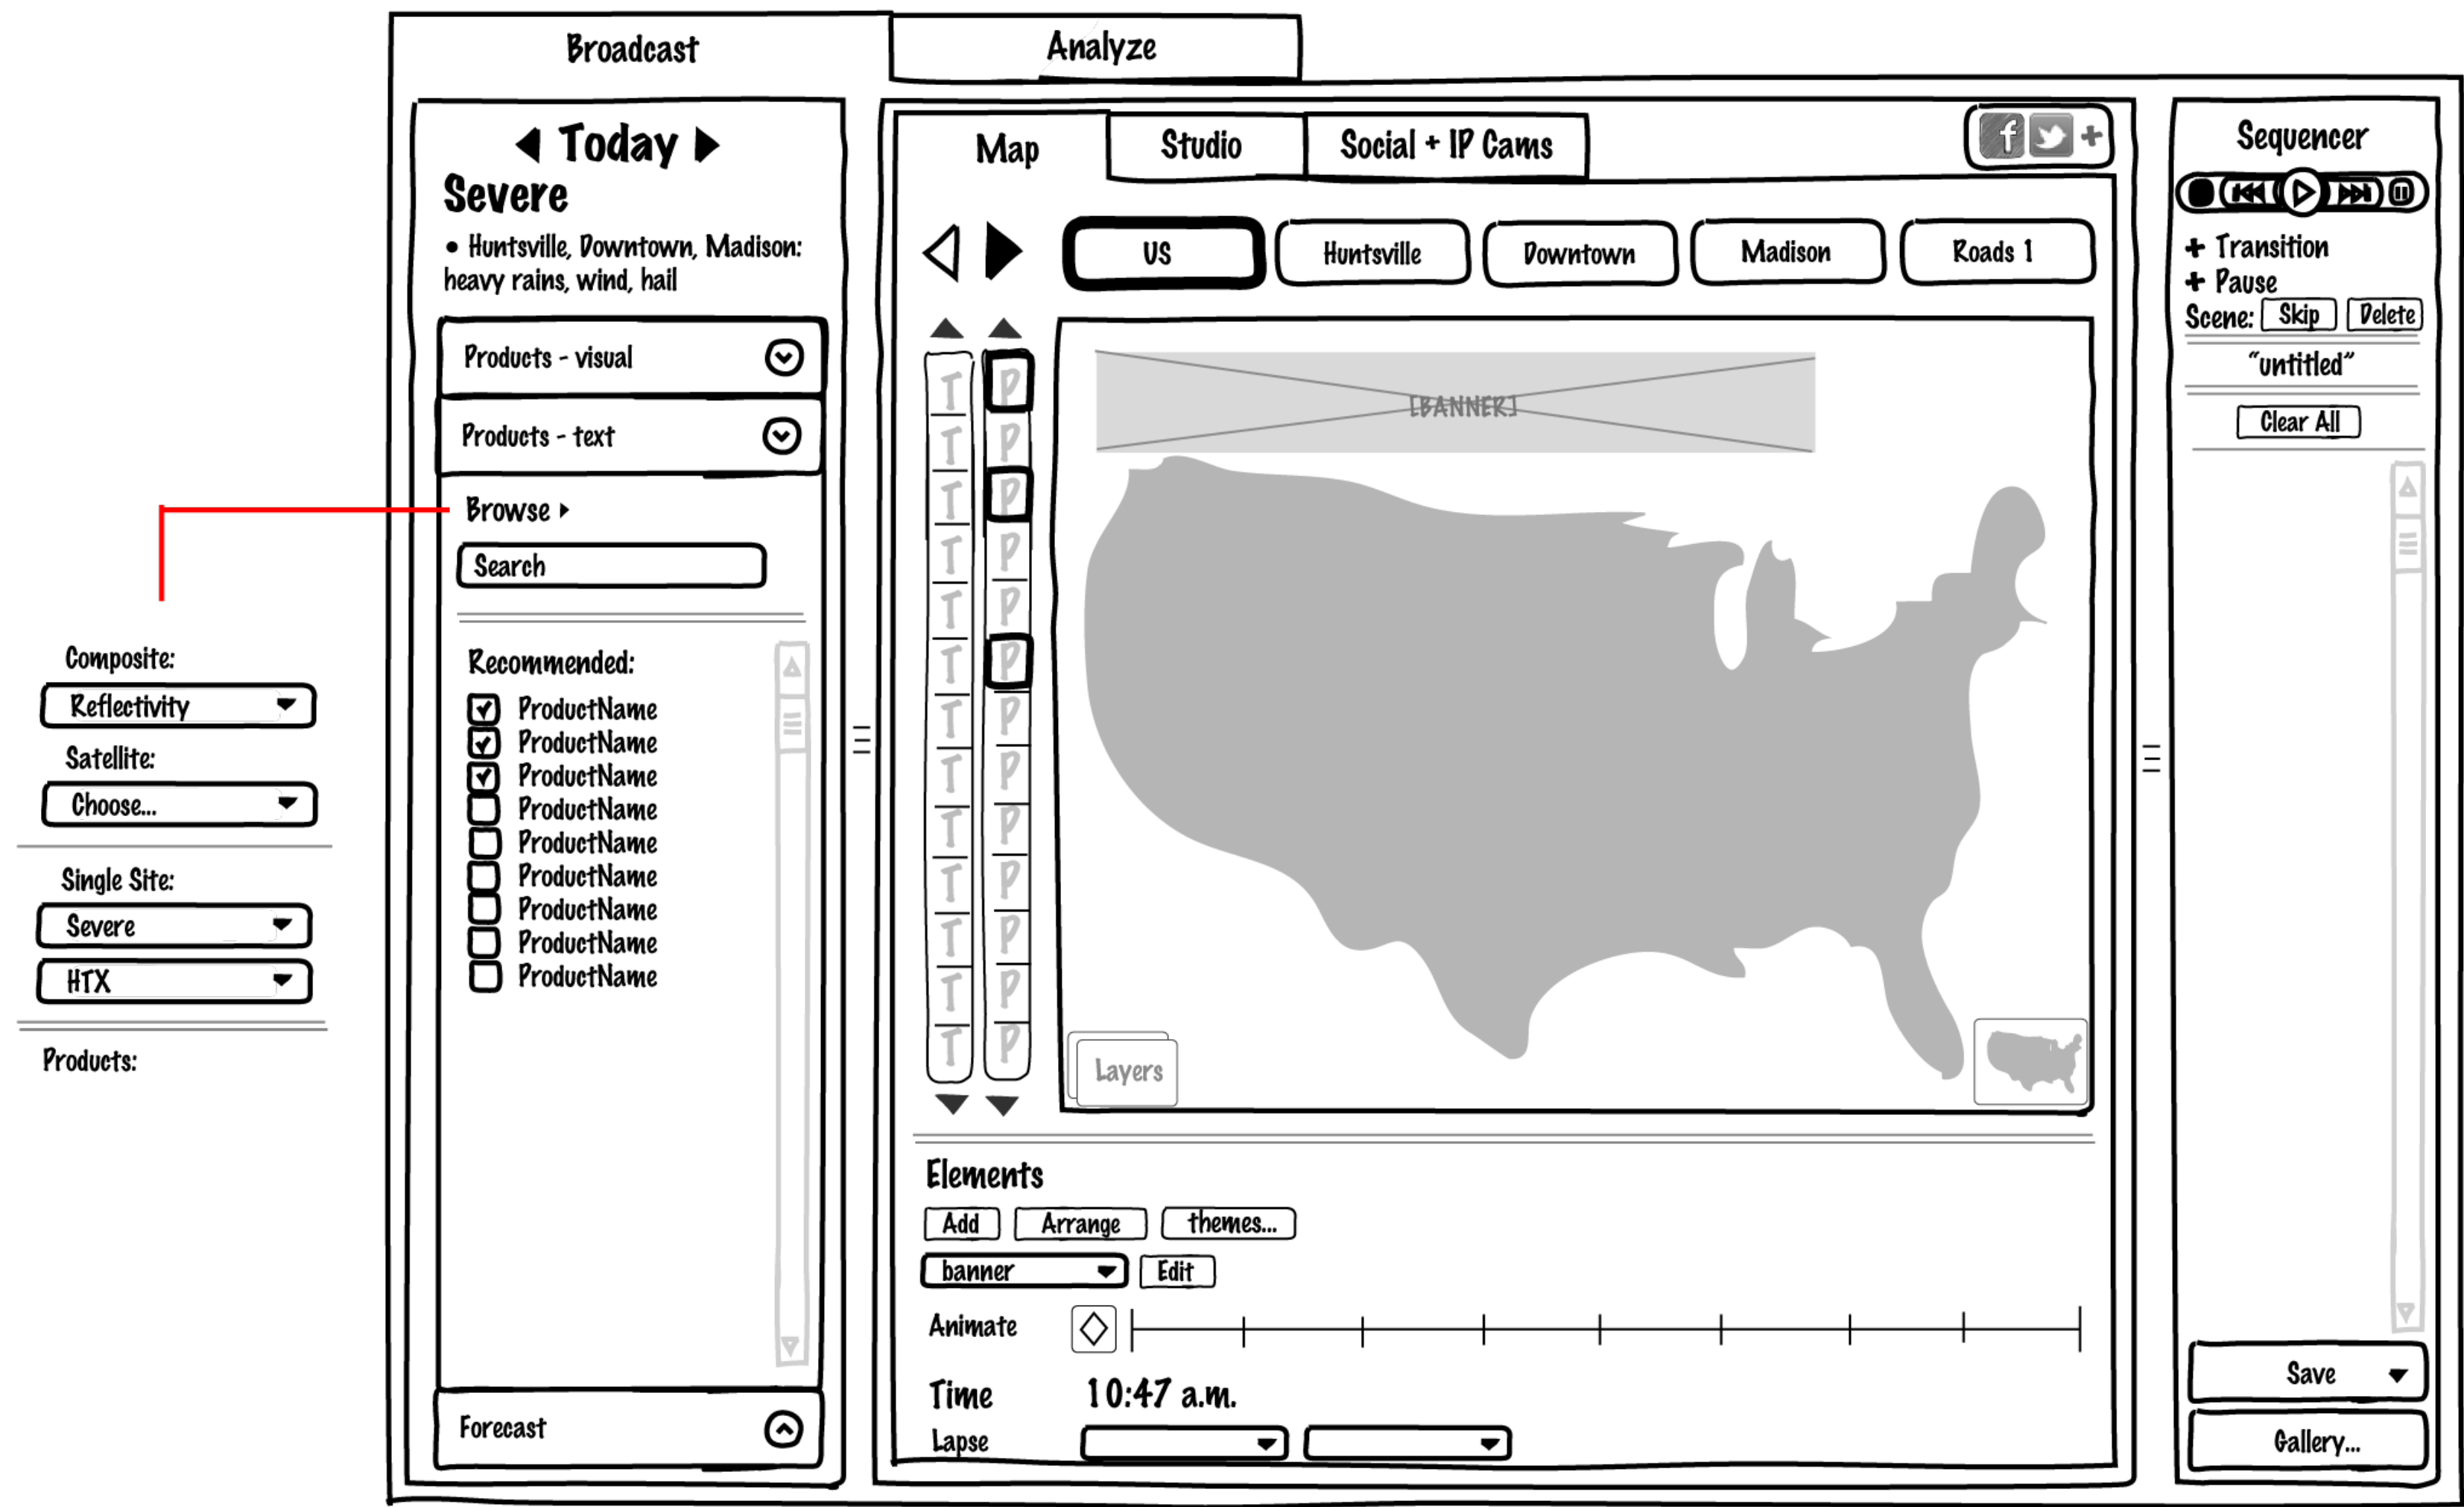 Broadcast
Analyze
Today
Severe
• Huntsville, Downtown, Madison:
heavy rains, wind, hail
Products - visual
Products - text
Browse
Search
Recommended:
ProductName
ProductName
ProductName
ProductName
ProductName
ProductName
ProductName
ProductName
ProductName
Forecast
Composite:
Reflectivity
Satellite:
Choose...
Single Site:
Severe
HTX
Products:
Map
Studio
Social + IP Cams
f
+
US
Huntsville
Downtown
Madison
Roads 1
T P
T P
T P
T P
T P
T P
T P
T P
T P
T P
T P
T P
T P
[BANNER]
Layers
Elements
Add
Arrange
themes...
banner
Edit
Animate
Time
10:47 a.m.
Lapse
Sequencer
+ Transition
+ Pause
Scene: Skip Delete
“untitled”
Clear All
Save
Gallery...